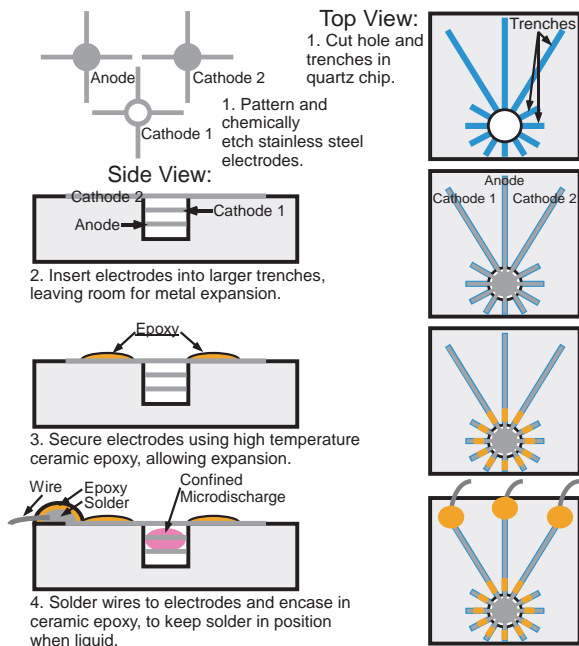 Anode
Cathode 2
Cathode 1
1. Pattern and
chemically
etch stainless steel
electrodes.
Top View:
1. Cut hole and
trenches in
quartz chip.
Trenches
Side View:
Cathode 2
Cathode 1
Anode
2. Insert electrodes into larger trenches,
leaving room for metal expansion.
Anode
Cathode 1
Cathode 2
Epoxy
3. Secure electrodes using high temperature
ceramic epoxy, allowing expansion.
Wire
Epoxy
Solder
Confined
Microdischarge
4. Solder wires to electrodes and encase in
ceramic epoxy, to keep solder in position
when liquid.